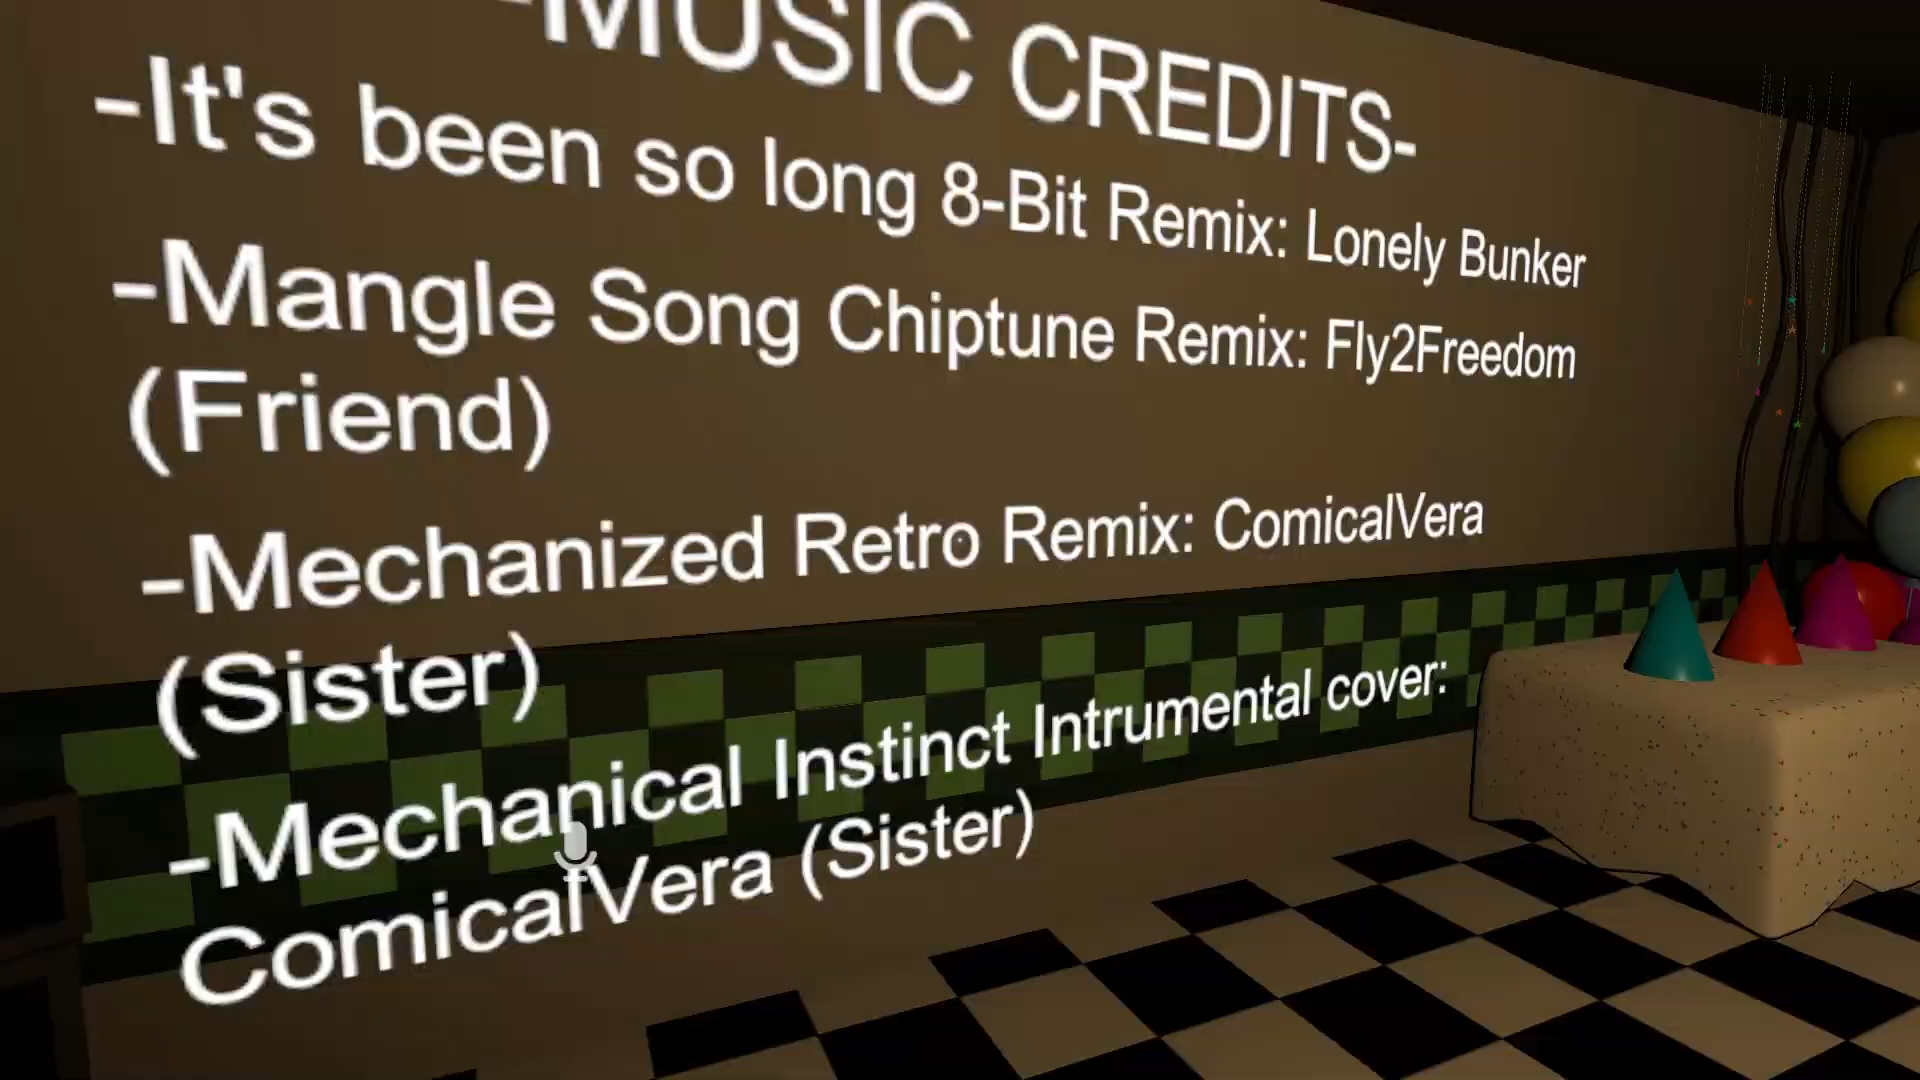 -MUSIC CREDITS-
-It's been so long 8-Bit Remix: Lonely Bunker
-Mangle Song Chiptune Remix: Fly2Freedom
(Friend)
-Mechanized Retro Remix: ComicalVera
(Sister)
-Mechanical Instinct Intrumental cover:
ComicalVera (Sister)